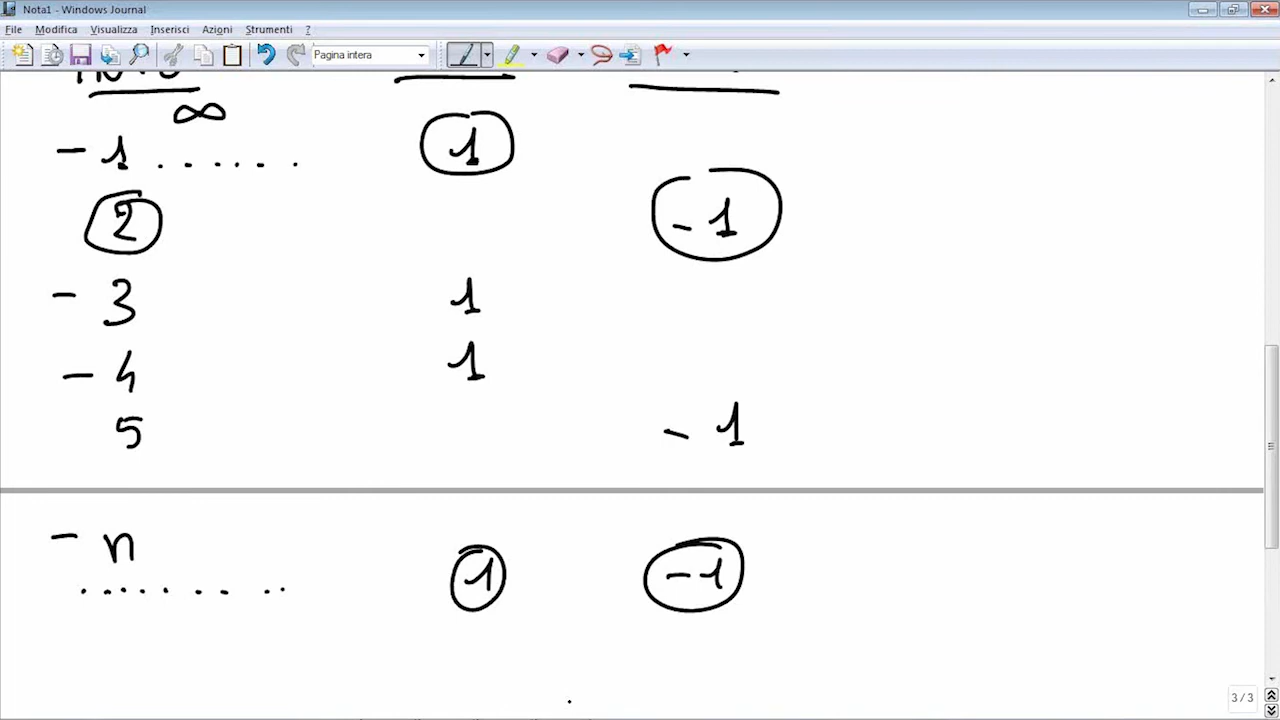 Nota1 - Windows Journal
File Modifica Visualizza Inserisci Azioni Strumenti ?
Pagina intera
∞
- 1 ...... 1
2 - 1
- 3 1
- 4 1
5 - 1
- n 1 -1
........
3/3